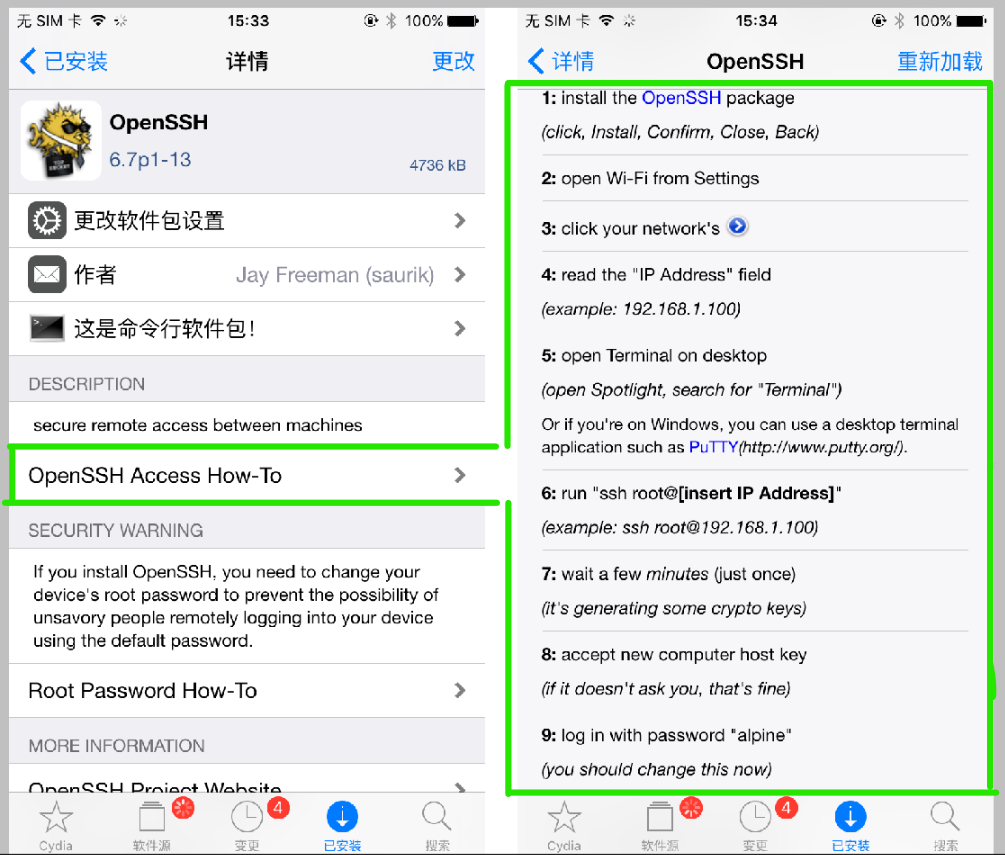 无 SIM 卡
15:33
100%
已安装
详情
更改
OpenSSH
6.7p1-13
4736 kB
更改软件包设置
作者
Jay Freeman (saurik)
这是命令行软件包！
DESCRIPTION
secure remote access between machines
OpenSSH Access How-To
SECURITY WARNING
If you install OpenSSH, you need to change your
device's root password to prevent the possibility of
unsavory people remotely logging into your device
using the default password.
Root Password How-To
MORE INFORMATION
OpenSSH Project Website
4
Cydia
软件源
变更
已安装
搜索
无 SIM 卡
15:34
100%
详情
OpenSSH
重新加载
1: install the OpenSSH package
(click, Install, Confirm, Close, Back)
2: open Wi-Fi from Settings
3: click your network's
4: read the "IP Address" field
(example: 192.168.1.100)
5: open Terminal on desktop
(open Spotlight, search for "Terminal")
Or if you're on Windows, you can use a desktop terminal
application such as PuTTY(http://www.putty.org/).
6: run "ssh root@[insert IP Address]"
(example: ssh root@192.168.1.100)
7: wait a few minutes (just once)
(it's generating some crypto keys)
8: accept new computer host key
(if it doesn't ask you, that's fine)
9: log in with password "alpine"
(you should change this now)
4
Cydia
软件源
变更
已安装
搜索